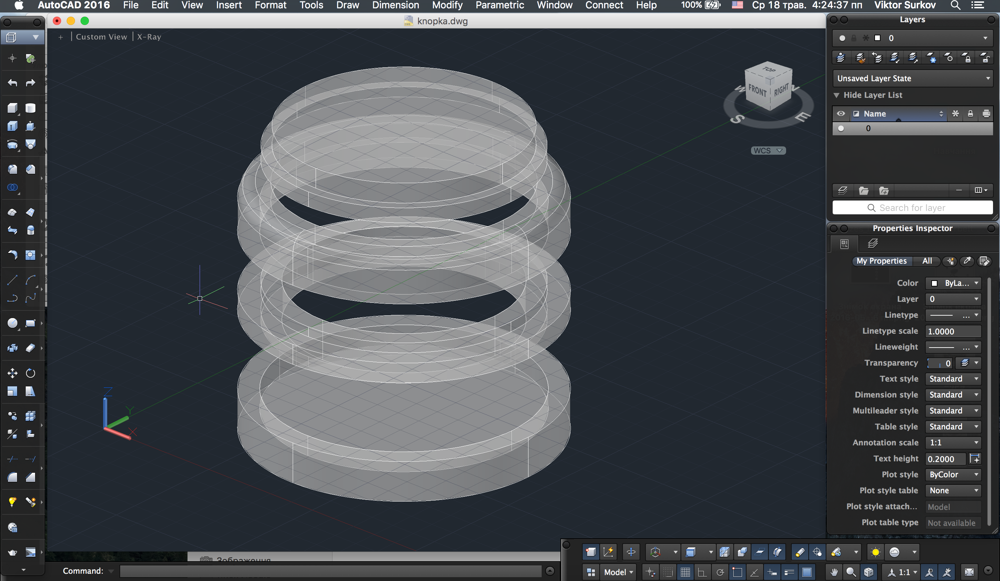 AutoCAD 2016 File Edit View Insert Format Tools Draw Dimension Modify Parametric Window Connect Help 100% Ср 18 трав. 4:24:37 пп Viktor Surkov
knopka.dwg
+ | Custom View | X-Ray
TOP
FRONT
RIGHT
W
S
E
WCS
Z
Y
X
Command:
Зображення
Layers
0
Unsaved Layer State
Hide Layer List
Name
0
Search for layer
Properties Inspector
My Properties All
Color ByLa...
Layer 0
Linetype ...
Linetype scale 1.0000
Lineweight ...
Transparency 0
Text style Standard
Dimension style Standard
Multileader style Standard
Table style Standard
Annotation scale 1:1
Text height 0.2000
Plot style ByColor
Plot style table None
Plot style attach... Model
Plot table type Not available
Model 1:1